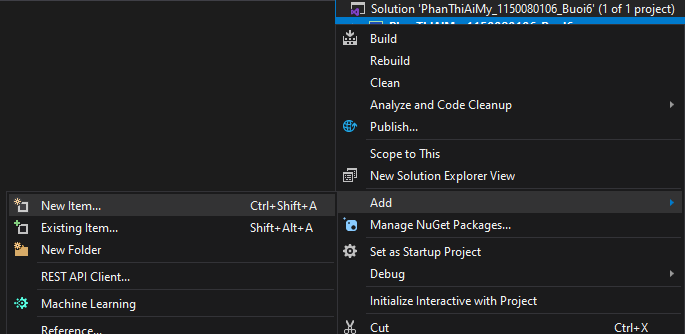 Solution 'PhanThiAiMy_1150080106_Buoi6' (1 of 1 project)
Build
Rebuild
Clean
Analyze and Code Cleanup
Publish...
Scope to This
New Solution Explorer View
Add
Manage NuGet Packages...
Set as Startup Project
Debug
Initialize Interactive with Project
Cut Ctrl+X
New Item... Ctrl+Shift+A
Existing Item... Shift+Alt+A
New Folder
REST API Client...
Machine Learning
Reference...